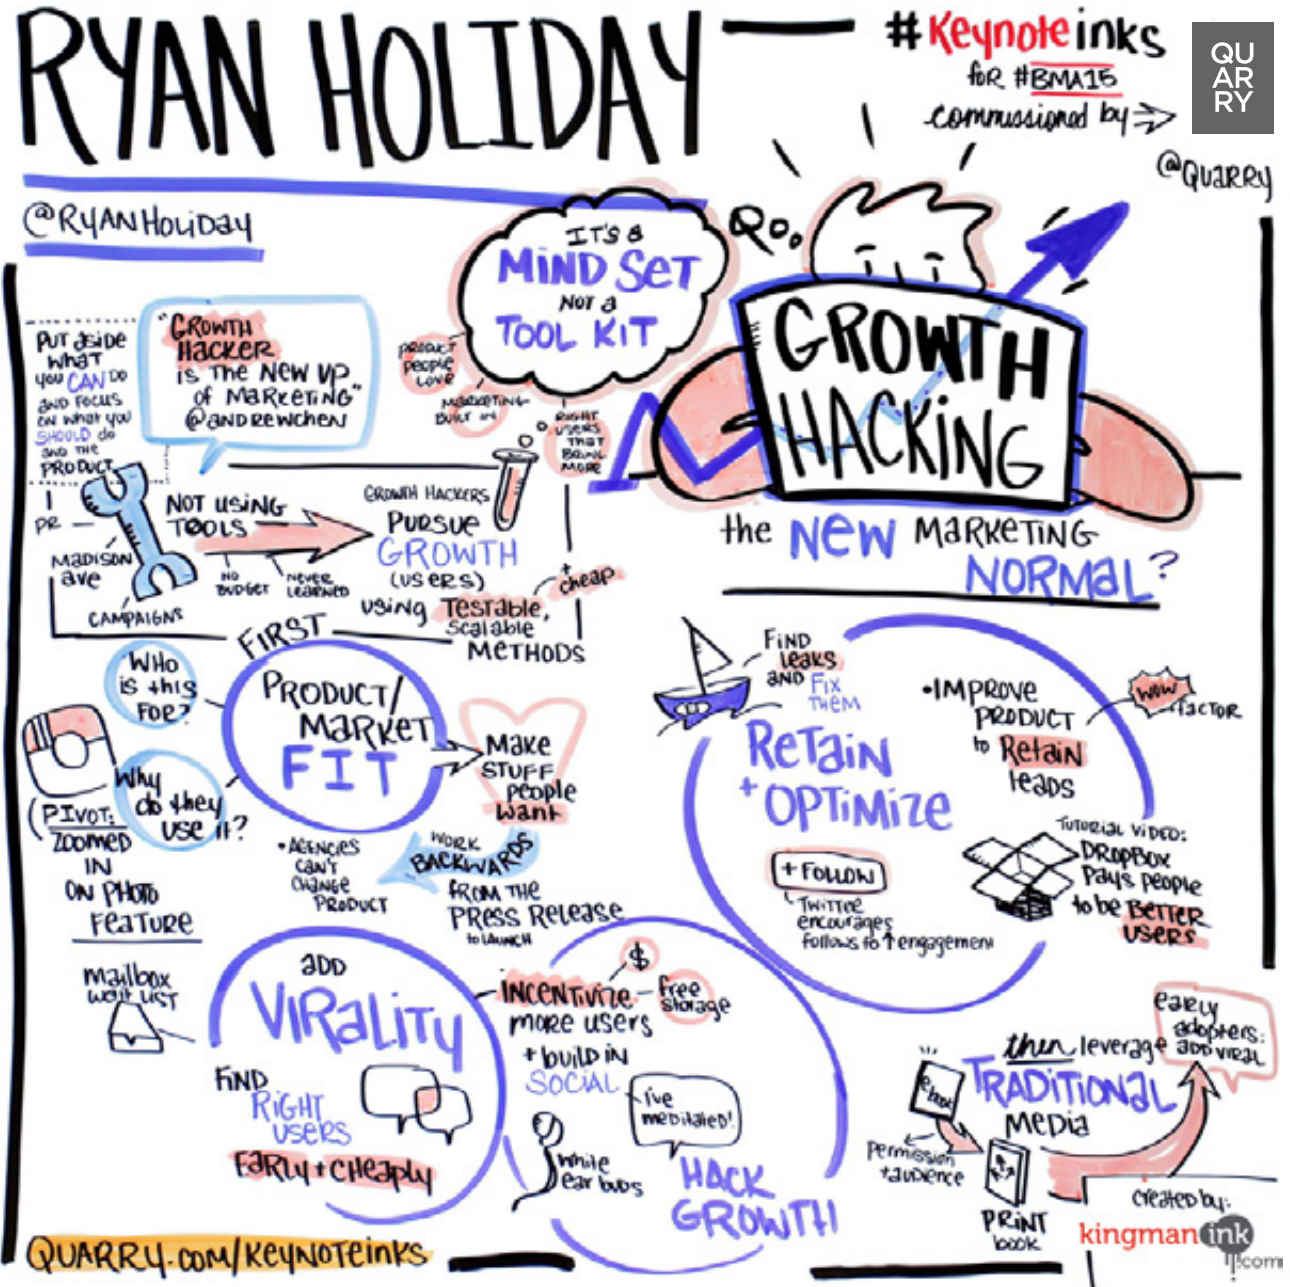 RYAN HOLIDAY
#Keynoteinks
for #BMA15
commissioned by
QU
AR
RY
@QUARRY
@RYANHOLIDAY
IT'S a
MIND SET
NOT a
TOOL KIT
PRODUCT
PEOPLE
LOVE
MARKETING
BUILT IN
RIGHT
USERS
THAT
BRING
MORE
GROWTH
HACKING
the NEW MARKETING
NORMAL?
PUT aside
what
you CAN DO
and FOCUS
on what you
SHOULD do
and THE
PRODUCT
"GROWTH
HACKER
is THE NEW VP
of MARKETING"
@andrewchen
PR
MADISON
ave
CAMPAIGNS
NOT USING
TOOLS
NO
BUDGET
NEVER
LEARNED
GROWTH HACKERS
PURSUE
GROWTH
(USERS)
using Testable,
+ cheap
scalable
METHODS
FIRST
PRODUCT/
MARKET
FIT
WHO
is this
FOR?
Why
do they
use it?
(PIVOT:
ZOOMED
IN
ON PHOTO
FEATURE
Make
STUFF
people
want
• AGENCIES
CAN'T
CHANGE
PRODUCT
WORK
BACKWARDS
FROM THE
PRESS RELEASE
to LAUNCH
FIND
leaks
AND FIX
THEM
RETAIN
+ OPTIMIZE
• IMPROVE
PRODUCT
to RETAIN
leads
WOW
factor
+ FOLLOW
TWITTER
encourages
follows to ↑ engagement
TUTORIAL VIDEO:
DROPBOX
Pays people
to be BETTER
USERS
add
VIRALITY
mailbox
wait LIST
FIND
RIGHT
USERS
EARLY + CHEAPLY
$
INCENTIVIZE
free
storage
more users
+ build in
SOCIAL
i've
meditated!
white
ear buds
HACK
GROWTH
then leverage
TRADITIONAL
MEDIA
early
adopters:
add VIRAL
ebook
Permission
+ audience
PRINT
book
created by:
kingman ink
.com
QUARRY.COM/KEYNOTEINKS